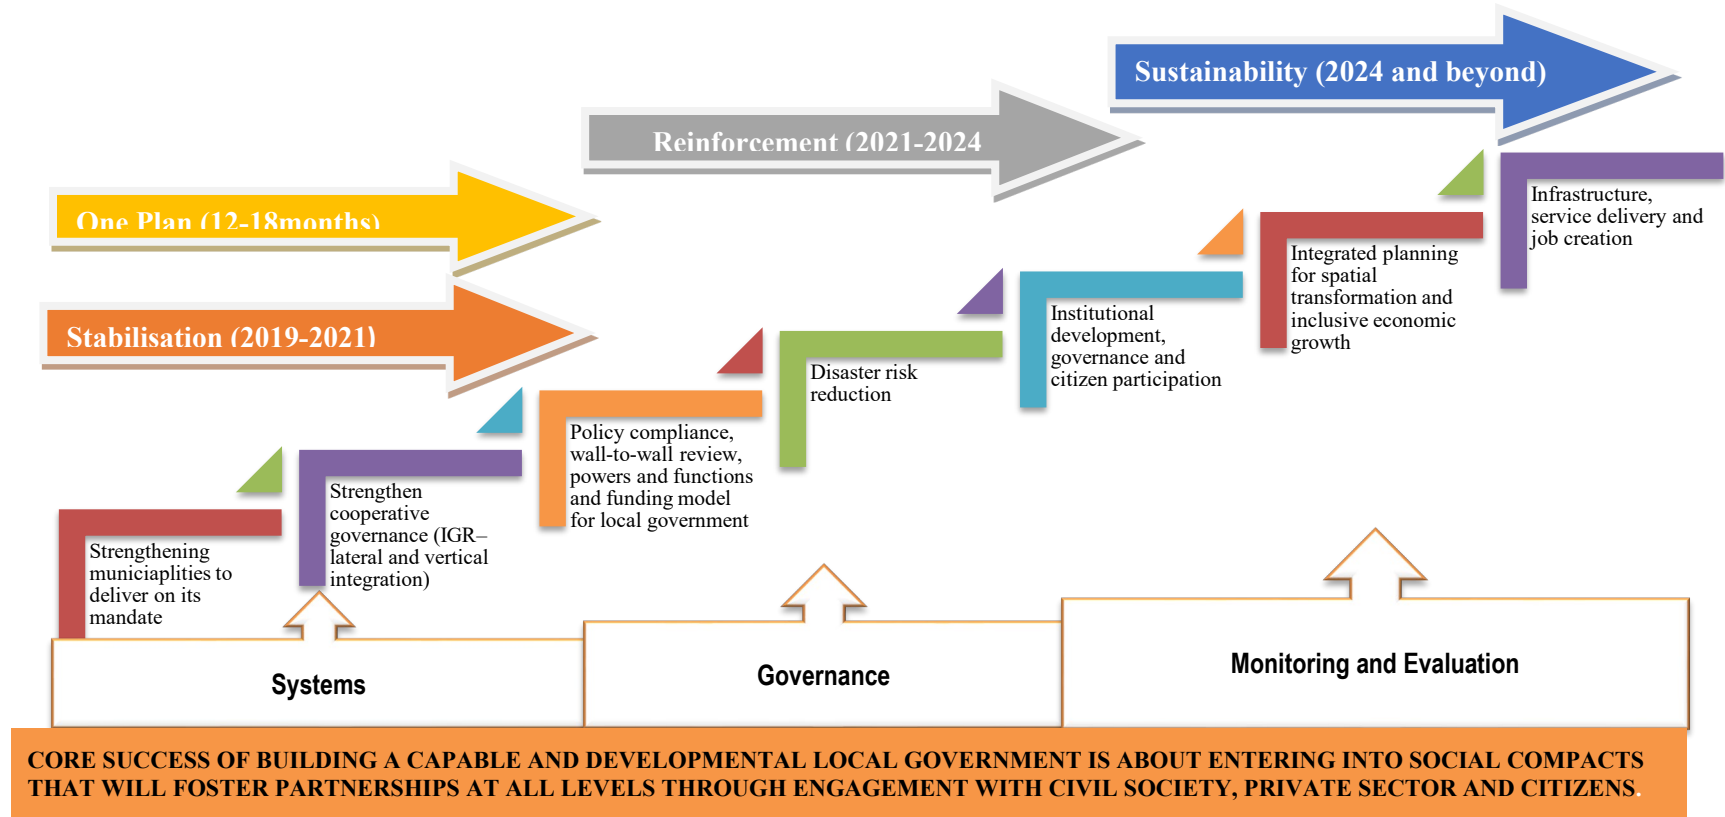 Sustainability (2024 and beyond)
Reinforcement (2021-2024
One Plan (12-18months)
Stabilisation (2019-2021)
Strengthening
municiaplities to
deliver on its
mandate
Strengthen
cooperative
governance (IGR–
lateral and vertical
integration)
Policy compliance,
wall-to-wall review,
powers and functions
and funding model
for local government
Disaster risk
reduction
Institutional
development,
governance and
citizen participation
Integrated planning
for spatial
transformation and
inclusive economic
growth
Infrastructure,
service delivery and
job creation
Systems
Governance
Monitoring and Evaluation
CORE SUCCESS OF BUILDING A CAPABLE AND DEVELOPMENTAL LOCAL GOVERNMENT IS ABOUT ENTERING INTO SOCIAL COMPACTS
THAT WILL FOSTER PARTNERSHIPS AT ALL LEVELS THROUGH ENGAGEMENT WITH CIVIL SOCIETY, PRIVATE SECTOR AND CITIZENS.